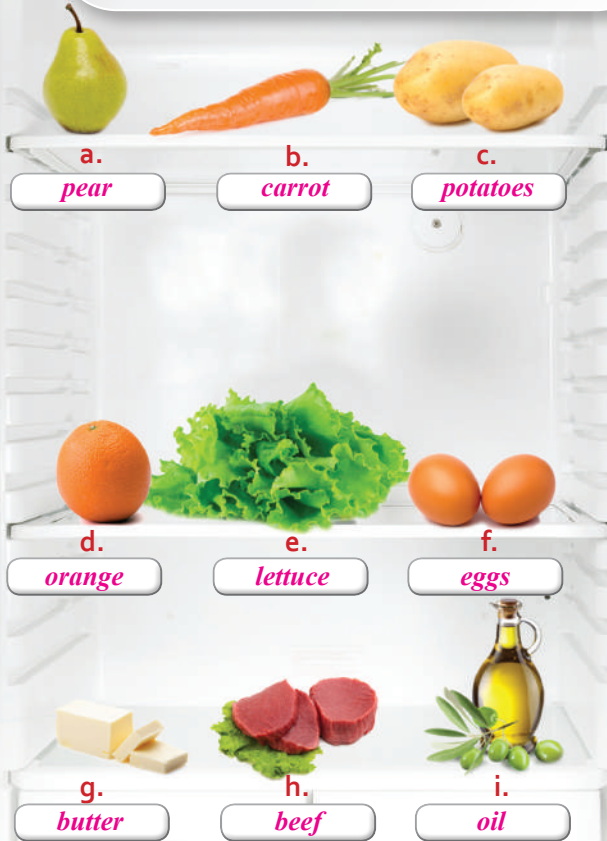 a. b. c.
pear carrot potatoes
d. e. f.
orange lettuce eggs
g. h. i.
butter beef oil